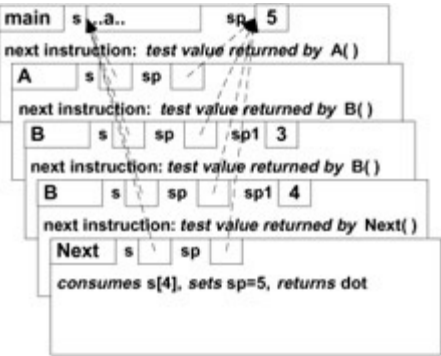 main s ..a.. sp 5
next instruction: test value returned by A( )
A s sp
next instruction: test value returned by B( )
B s sp sp1 3
next instruction: test value returned by B( )
B s sp sp1 4
next instruction: test value returned by Next( )
Next s sp
consumes s[4], sets sp=5, returns dot